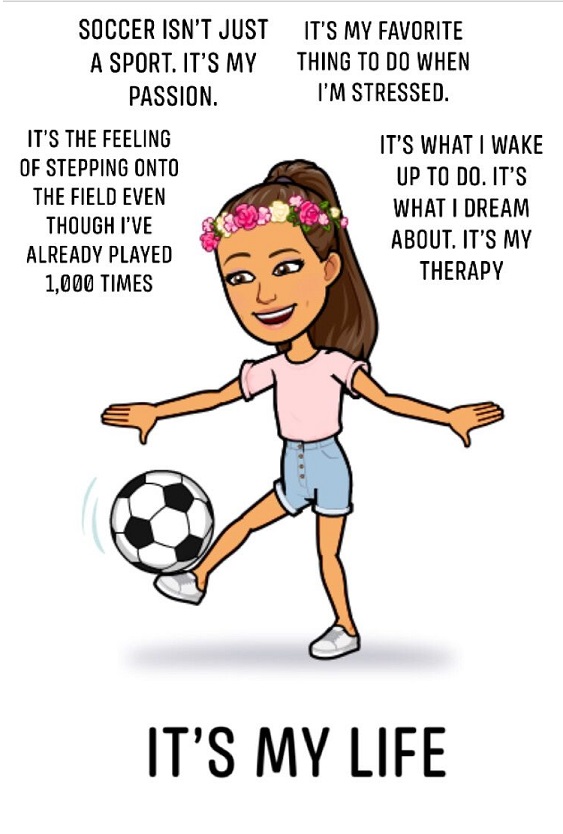 SOCCER ISN'T JUST
A SPORT. IT'S MY
PASSION.
IT'S MY FAVORITE
THING TO DO WHEN
I'M STRESSED.
IT'S THE FEELING
OF STEPPING ONTO
THE FIELD EVEN
THOUGH I'VE
ALREADY PLAYED
1,000 TIMES
IT'S WHAT I WAKE
UP TO DO. IT'S
WHAT I DREAM
ABOUT. IT'S MY
THERAPY
IT'S MY LIFE